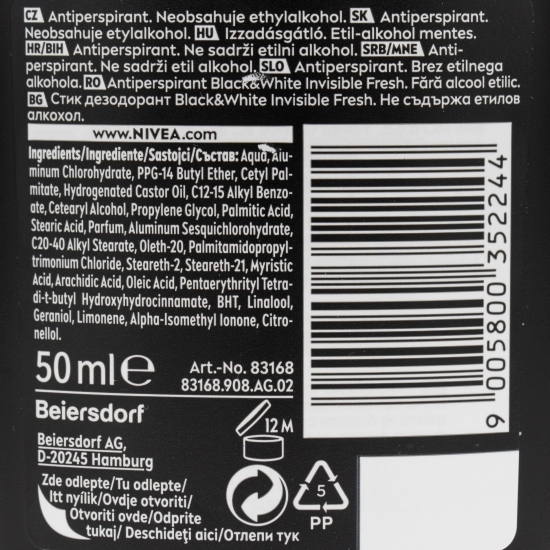 CZ Antiperspirant. Neobsahuje ethylalkohol. SK Antiperspirant.
Neobsahuje etylalkohol. HU Izzadásgátló. Etil-alkohol mentes.
HR/BIH Antiperspirant. Ne sadrži etilni alkohol. SRB/MNE Anti-
perspirant. Ne sadrži etil alkohol. SLO Antiperspirant. Brez etilnega
alkohola. RO Antiperspirant Black&White Invisible Fresh. Fără alcool etilic.
BG Стик дезодорант Black&White Invisible Fresh. Не съдържа етилов
алкохол.
www.NIVEA.com
Ingredients/Ingrediente/Sastojci/Състав: Aqua, Alu-
minum Chlorohydrate, PPG-14 Butyl Ether, Cetyl Pal-
mitate, Hydrogenated Castor Oil, C12-15 Alkyl Benzo-
ate, Cetearyl Alcohol, Propylene Glycol, Palmitic Acid,
Stearic Acid, Parfum, Aluminum Sesquichlorohydrate,
C20-40 Alkyl Stearate, Oleth-20, Palmitamidopropyl-
trimonium Chloride, Steareth-2, Steareth-21, Myristic
Acid, Arachidic Acid, Oleic Acid, Pentaerythrityl Tetra-
di-t-butyl Hydroxyhydrocinnamate, BHT, Linalool,
Geraniol, Limonene, Alpha-Isomethyl Ionone, Citro-
nellol.
9 005800 352244
50 ml e
Art.-No. 83168
83168.908.AG.02
Beiersdorf
12 M
Beiersdorf AG,
D-20245 Hamburg
Zde odlepte/Tu odlepte/
Itt nyílik/Ovdje otvoriti/
Otvoriti ovde/Odprite
tukaj/ Deschideți aici/Отлепи тук
5
PP